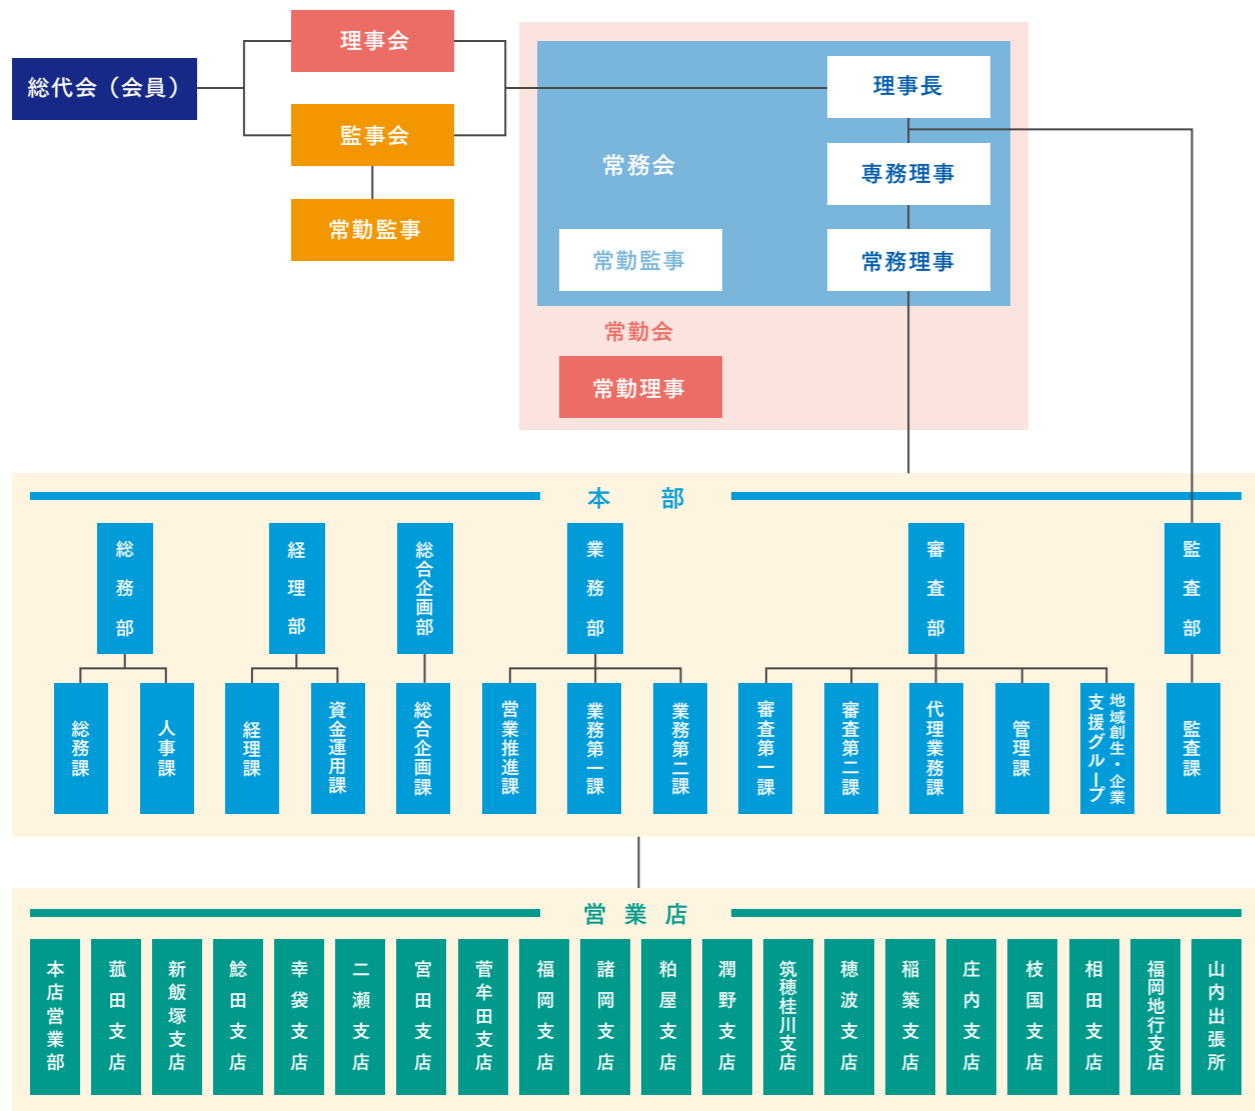 総代会（会員）
理事会
監事会
常勤監事
常務会
理事長
専務理事
常務理事
常勤監事
常勤会
常勤理事
本部
総務部
経理部
総合企画部
業務部
審査部
監査部
総務課
人事課
経理課
資金運用課
総合企画課
営業推進課
業務第一課
業務第二課
審査第一課
審査第二課
代理業務課
管理課
地域創生・企業
支援グループ
監査課
営業店
本店営業部
菰田支店
新飯塚支店
鯰田支店
幸袋支店
二瀬支店
宮田支店
菅牟田支店
福岡支店
諸岡支店
粕屋支店
潤野支店
筑穂桂川支店
穂波支店
稲築支店
庄内支店
枝国支店
相田支店
福岡地行支店
山内出張所